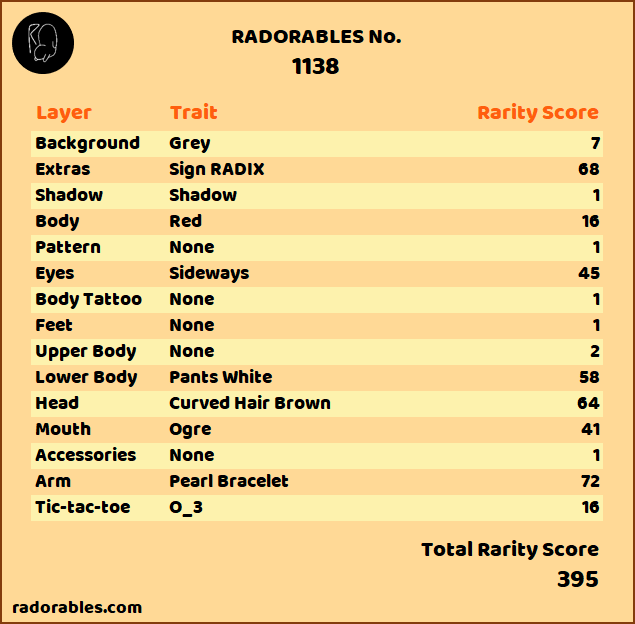 RADORABLES No.
1138
Layer Trait Rarity Score
Background Grey 7
Extras Sign RADIX 68
Shadow Shadow 1
Body Red 16
Pattern None 1
Eyes Sideways 45
Body Tattoo None 1
Feet None 1
Upper Body None 2
Lower Body Pants White 58
Head Curved Hair Brown 64
Mouth Ogre 41
Accessories None 1
Arm Pearl Bracelet 72
Tic-tac-toe O_3 16
Total Rarity Score
395
radorables.com